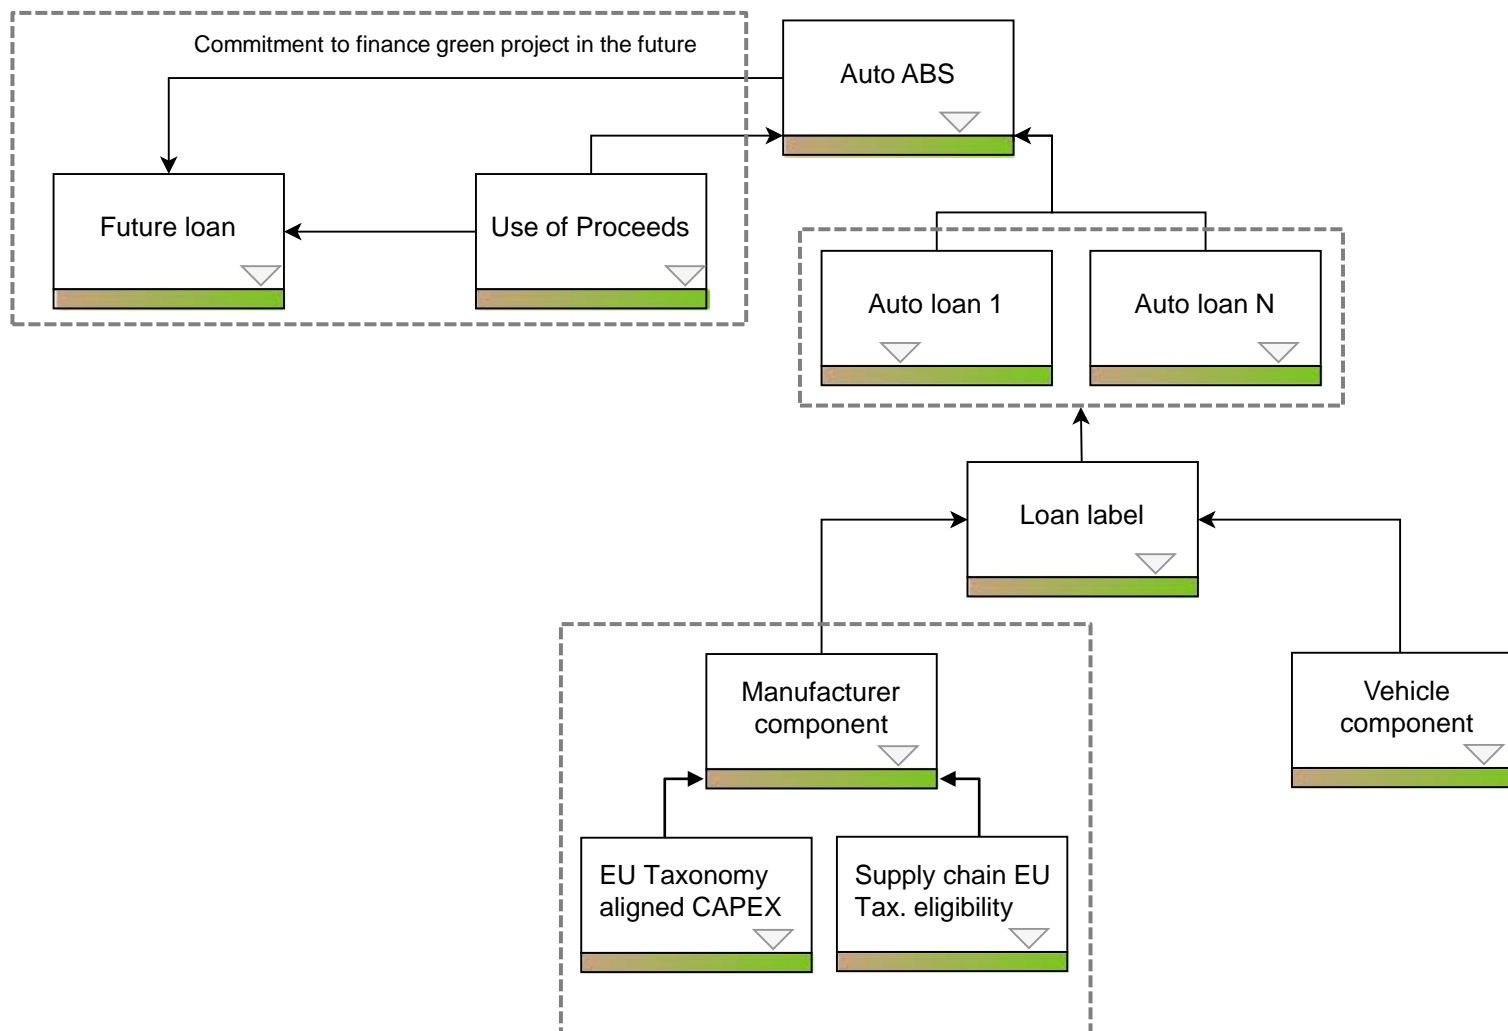 Commitment to finance green project in the future
Auto ABS
Future loan
Use of Proceeds
Auto loan 1
Auto loan N
Loan label
Manufacturer
component
Vehicle
component
EU Taxonomy
aligned CAPEX
Supply chain EU
Tax. eligibility